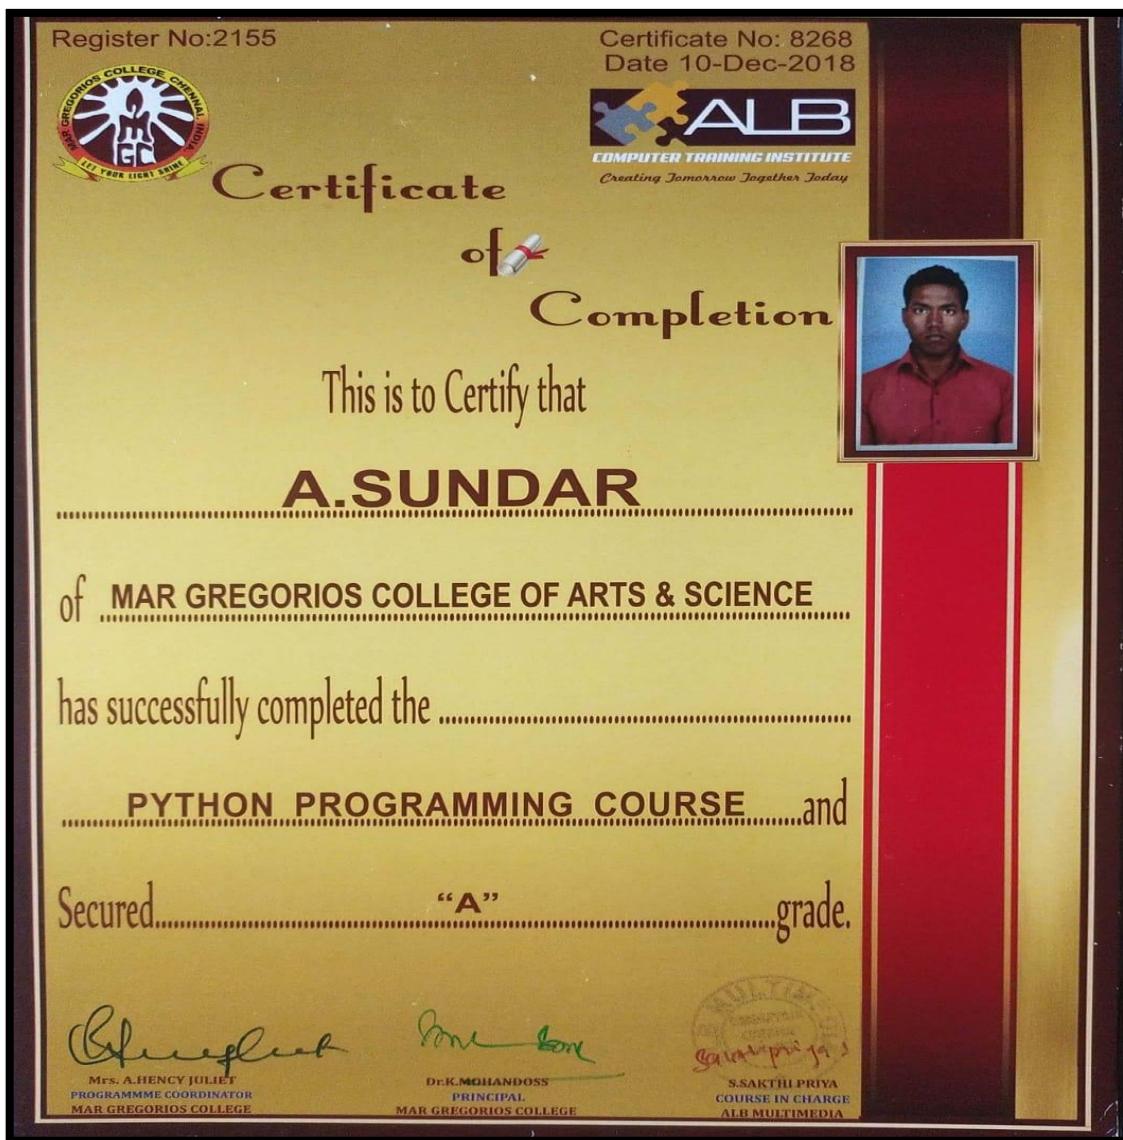 Register No:2155
Certificate No: 8268
Date 10-Dec-2018
MAR GREGORIOS COLLEGE, CHENNAI, INDIA.
MGC
LET YOUR LIGHT SHINE
ALB
COMPUTER TRAINING INSTITUTE
Creating Tomorrow Together Today
Certificate
of
Completion
This is to Certify that
A.SUNDAR
of MAR GREGORIOS COLLEGE OF ARTS & SCIENCE
has successfully completed the
PYTHON PROGRAMMING COURSE and
Secured "A" grade.
Mrs. A.HENCY JULIET
PROGRAMMME COORDINATOR
MAR GREGORIOS COLLEGE
Dr.K.MOHANDOSS
PRINCIPAL
MAR GREGORIOS COLLEGE
S.SAKTHI PRIYA
COURSE IN CHARGE
ALB MULTIMEDIA